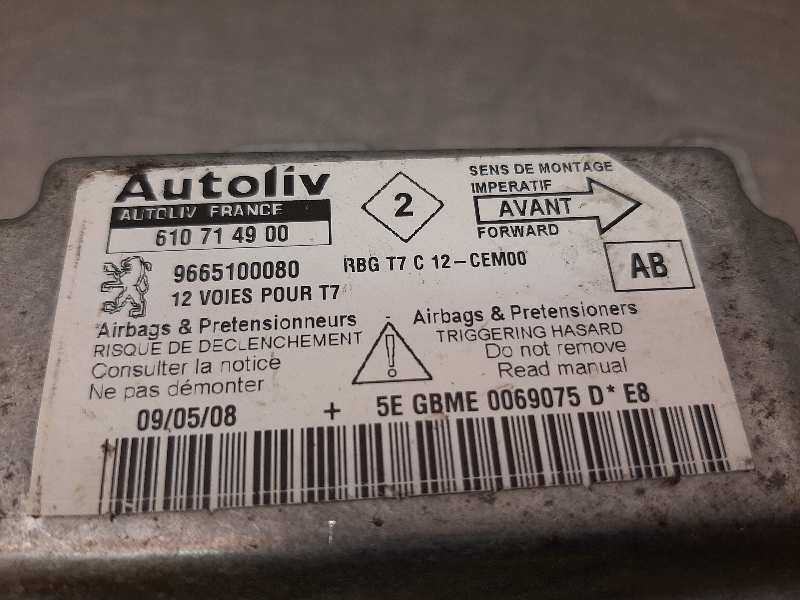 Autoliv
AUTOLIV FRANCE
610 71 49 00
2
SENS DE MONTAGE
IMPERATIF
AVANT
FORWARD
9665100080
RBG T7 C 12-CEM00
12 VOIES POUR T7
AB
Airbags & Pretensionneurs
RISQUE DE DECLENCHEMENT
Consulter la notice
Ne pas démonter
!
Airbags & Pretensioners
TRIGGERING HASARD
Do not remove
Read manual
09/05/08 + 5E GBME 0069075 D* E8